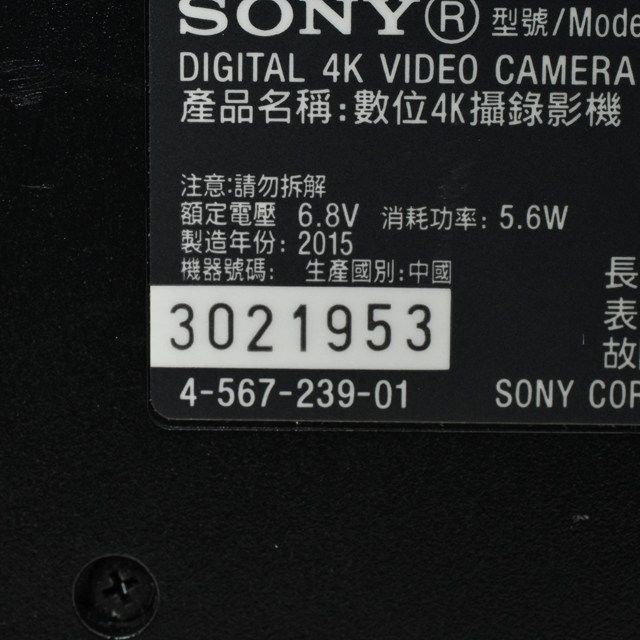 SONY® 型號/Mode
DIGITAL 4K VIDEO CAMERA
產品名稱:數位4K攝錄影機
注意:請勿拆解
額定電壓 6.8V 消耗功率: 5.6W
製造年份: 2015
機器號碼: 生產國別:中國
長
3021953
表
故
4-567-239-01 SONY COR